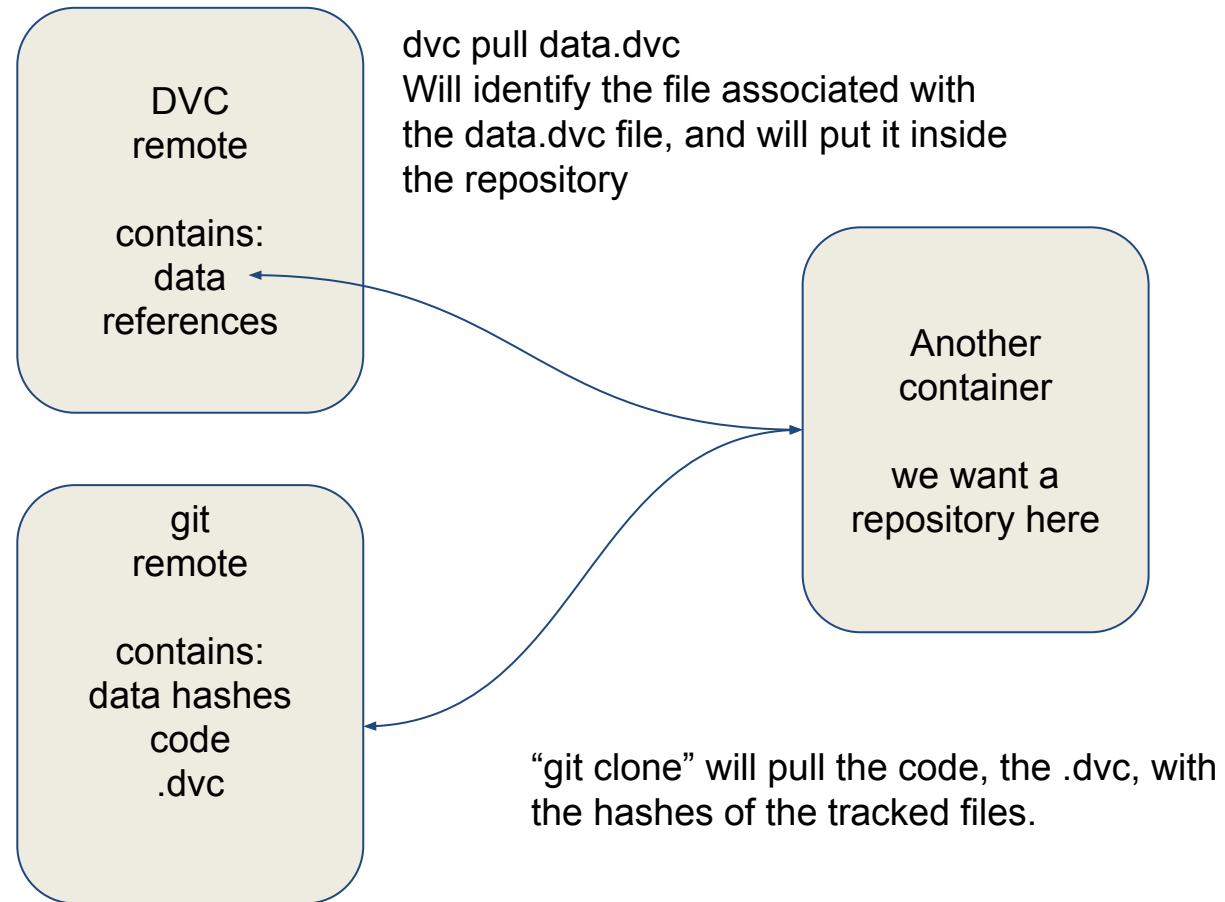 DVC
remote
contains:
data
references
dvc pull data.dvc
Will identify the file associated with
the data.dvc file, and will put it inside
the repository
Another
container
we want a
repository here
git
remote
contains:
data hashes
code
.dvc
“git clone” will pull the code, the .dvc, with
the hashes of the tracked files.